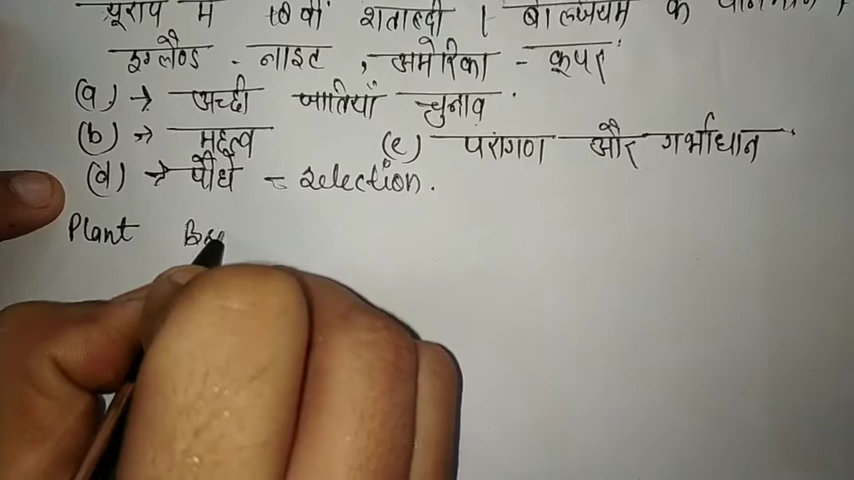 यूरोप में 18वीं शताब्दी । बेल्जियम के
इंग्लैण्ड - नाइट , अमेरिका - कूपर
(a) → अच्छी जातियाँ चुनाव .
(b) → महत्व (c) परागण और गर्भाधान .
(d) → पौधे - selection.
Plant